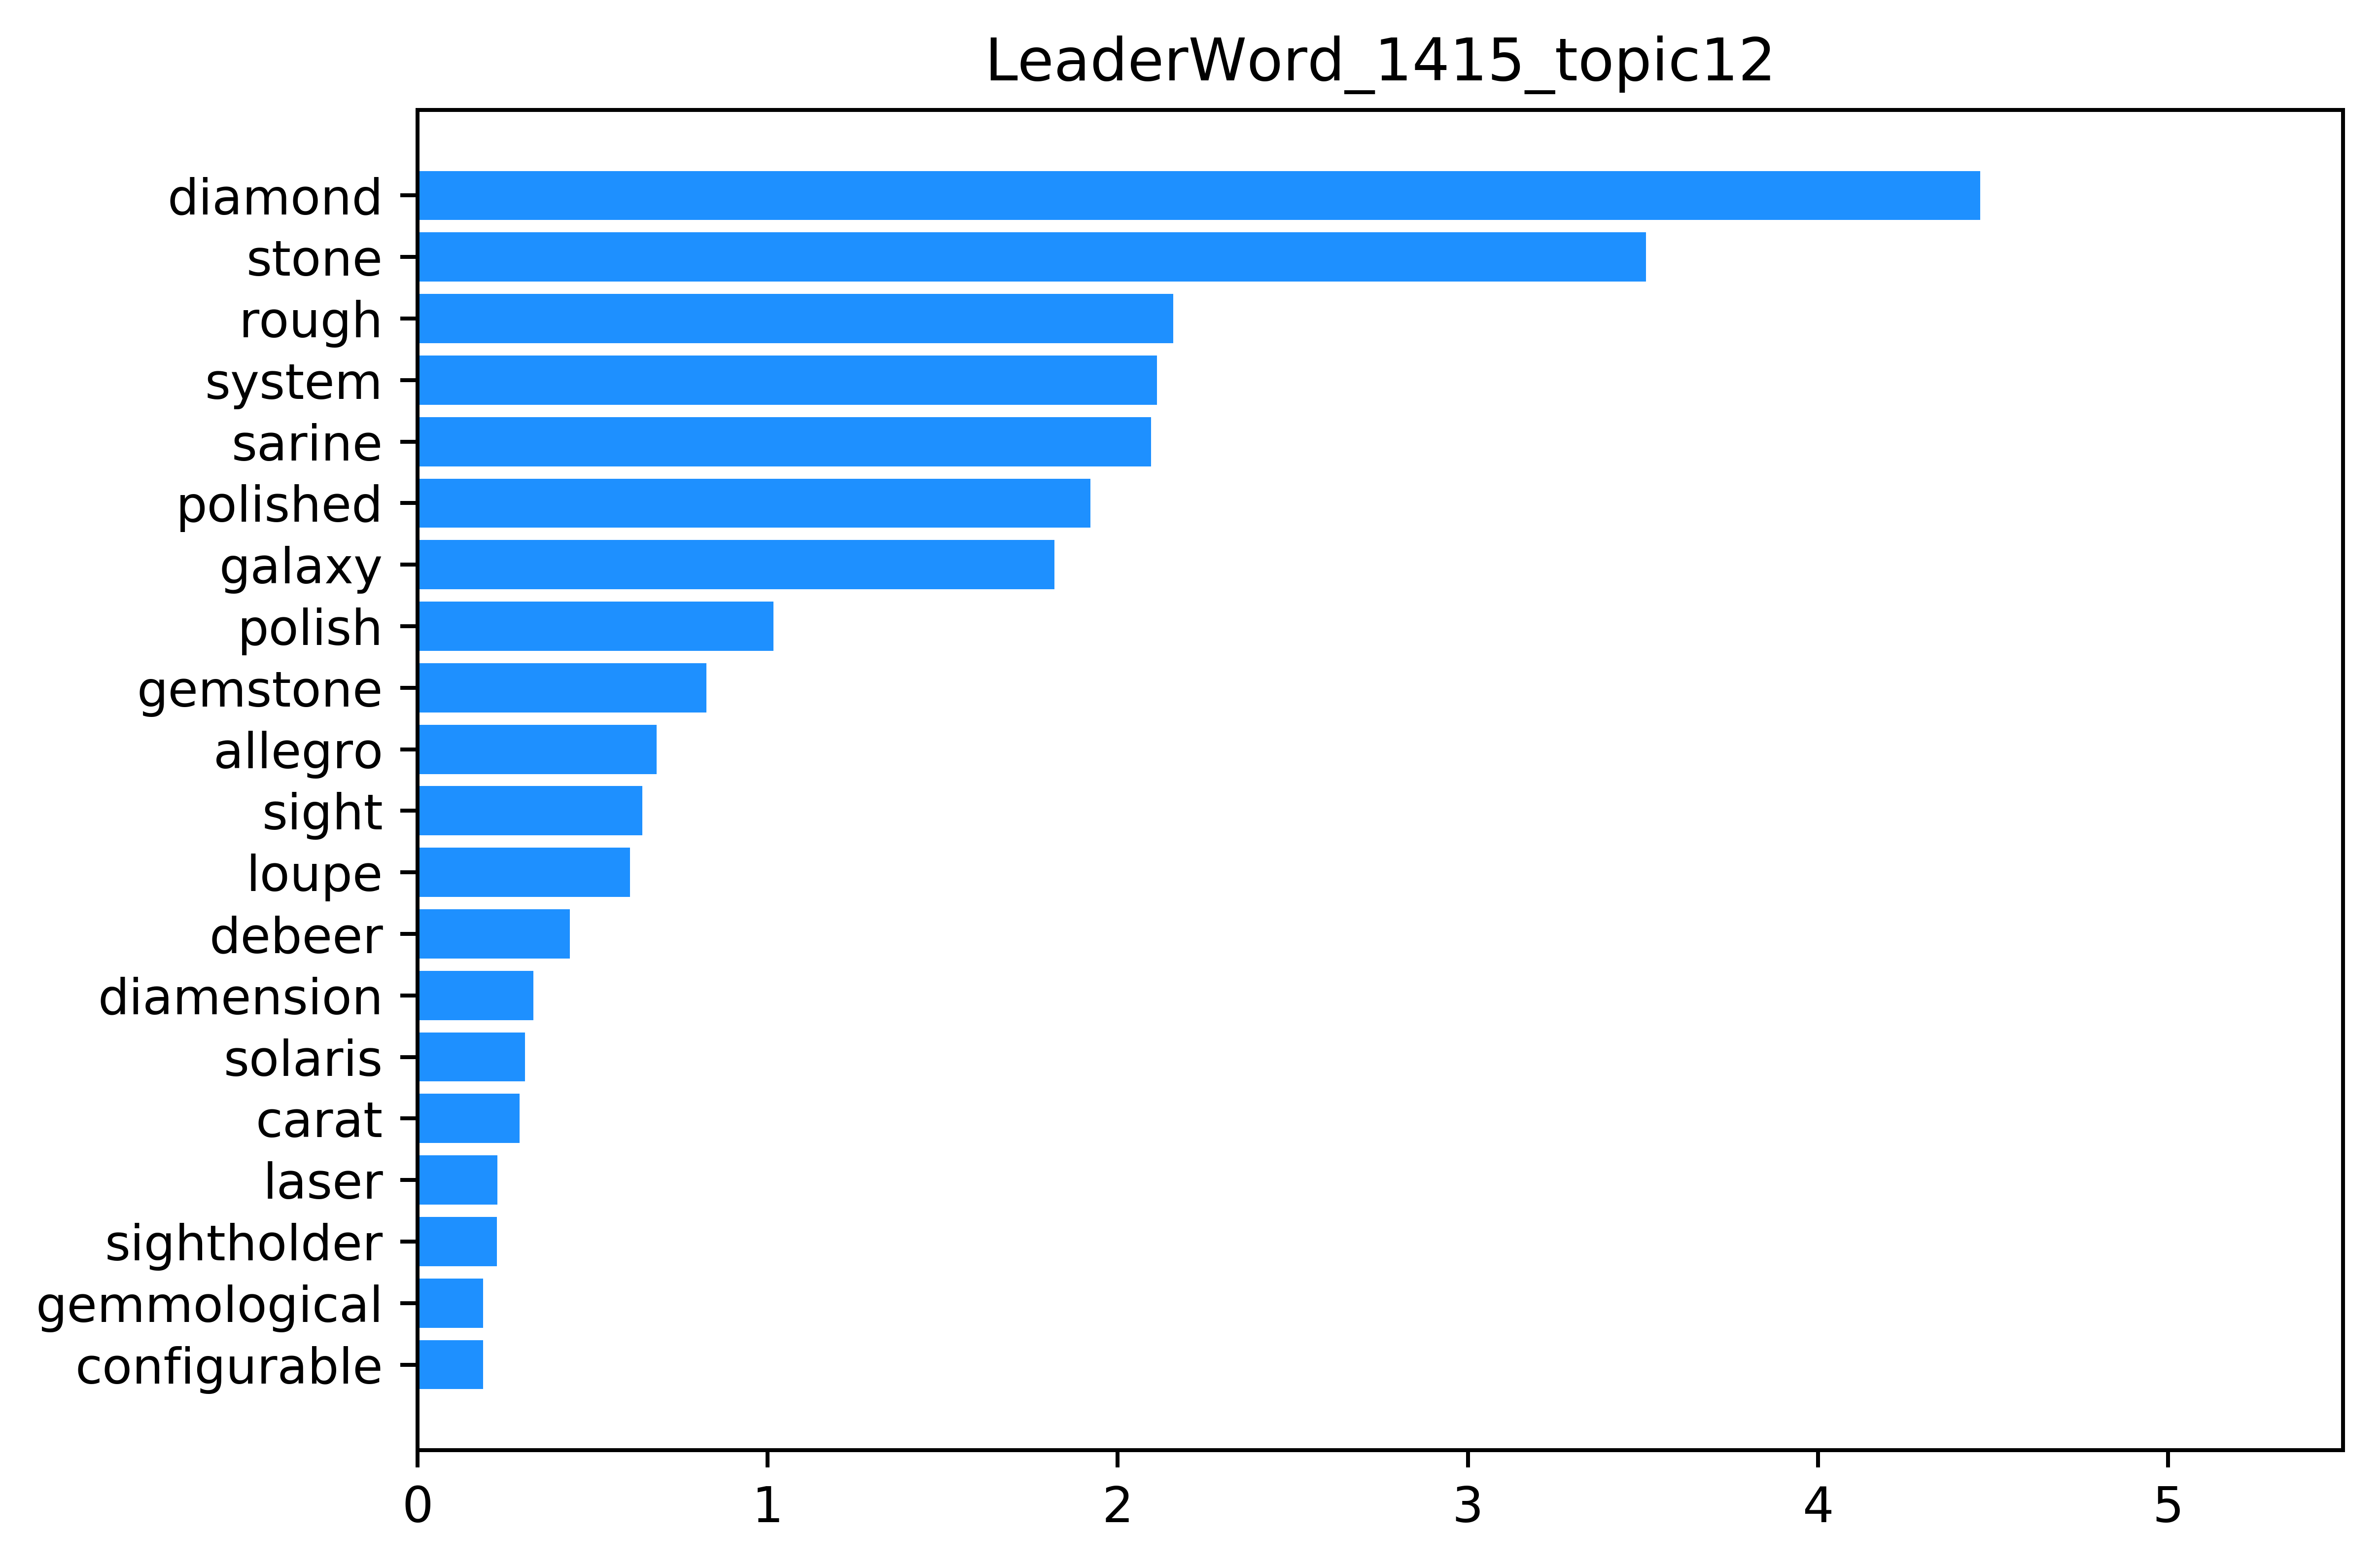 LeaderWord_1415_topic12
diamond
stone
rough
system
sarine
polished
galaxy
polish
gemstone
allegro
sight
loupe
debeer
diamension
solaris
carat
laser
sightholder
gemmological
configurable
0 1 2 3 4 5